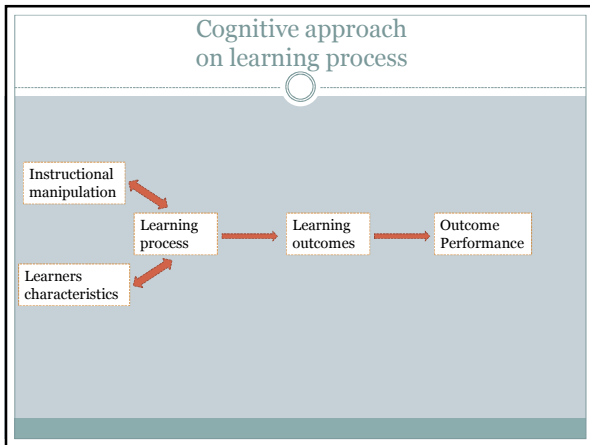 Cognitive approach
on learning process
Instructional
manipulation
Learning
process
Learning
outcomes
Outcome
Performance
Learners
characteristics